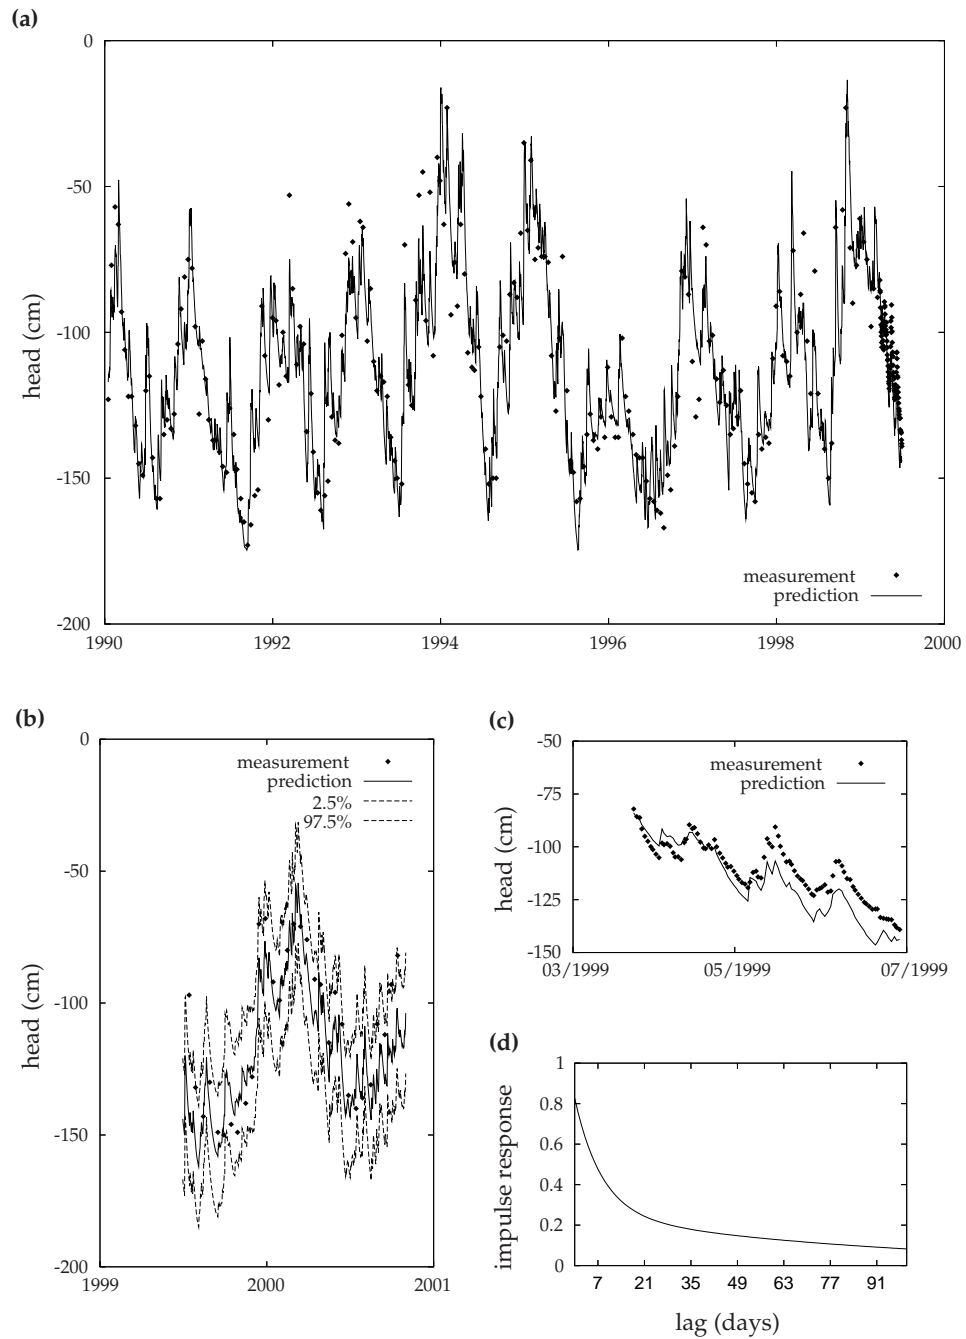 (a)
0
-50
-100
-150
-200
head (cm)
measurement
prediction
1990
1992
1994
1996
1998
2000
(b)
0
-50
-100
-150
-200
head (cm)
measurement
prediction
2.5%
97.5%
1999
2000
2001
(c)
-50
-75
-100
-125
-150
head (cm)
measurement
prediction
03/1999
05/1999
07/1999
(d)
1
0.8
0.6
0.4
0.2
0
impulse response
7
21
35
49
63
77
91
lag (days)